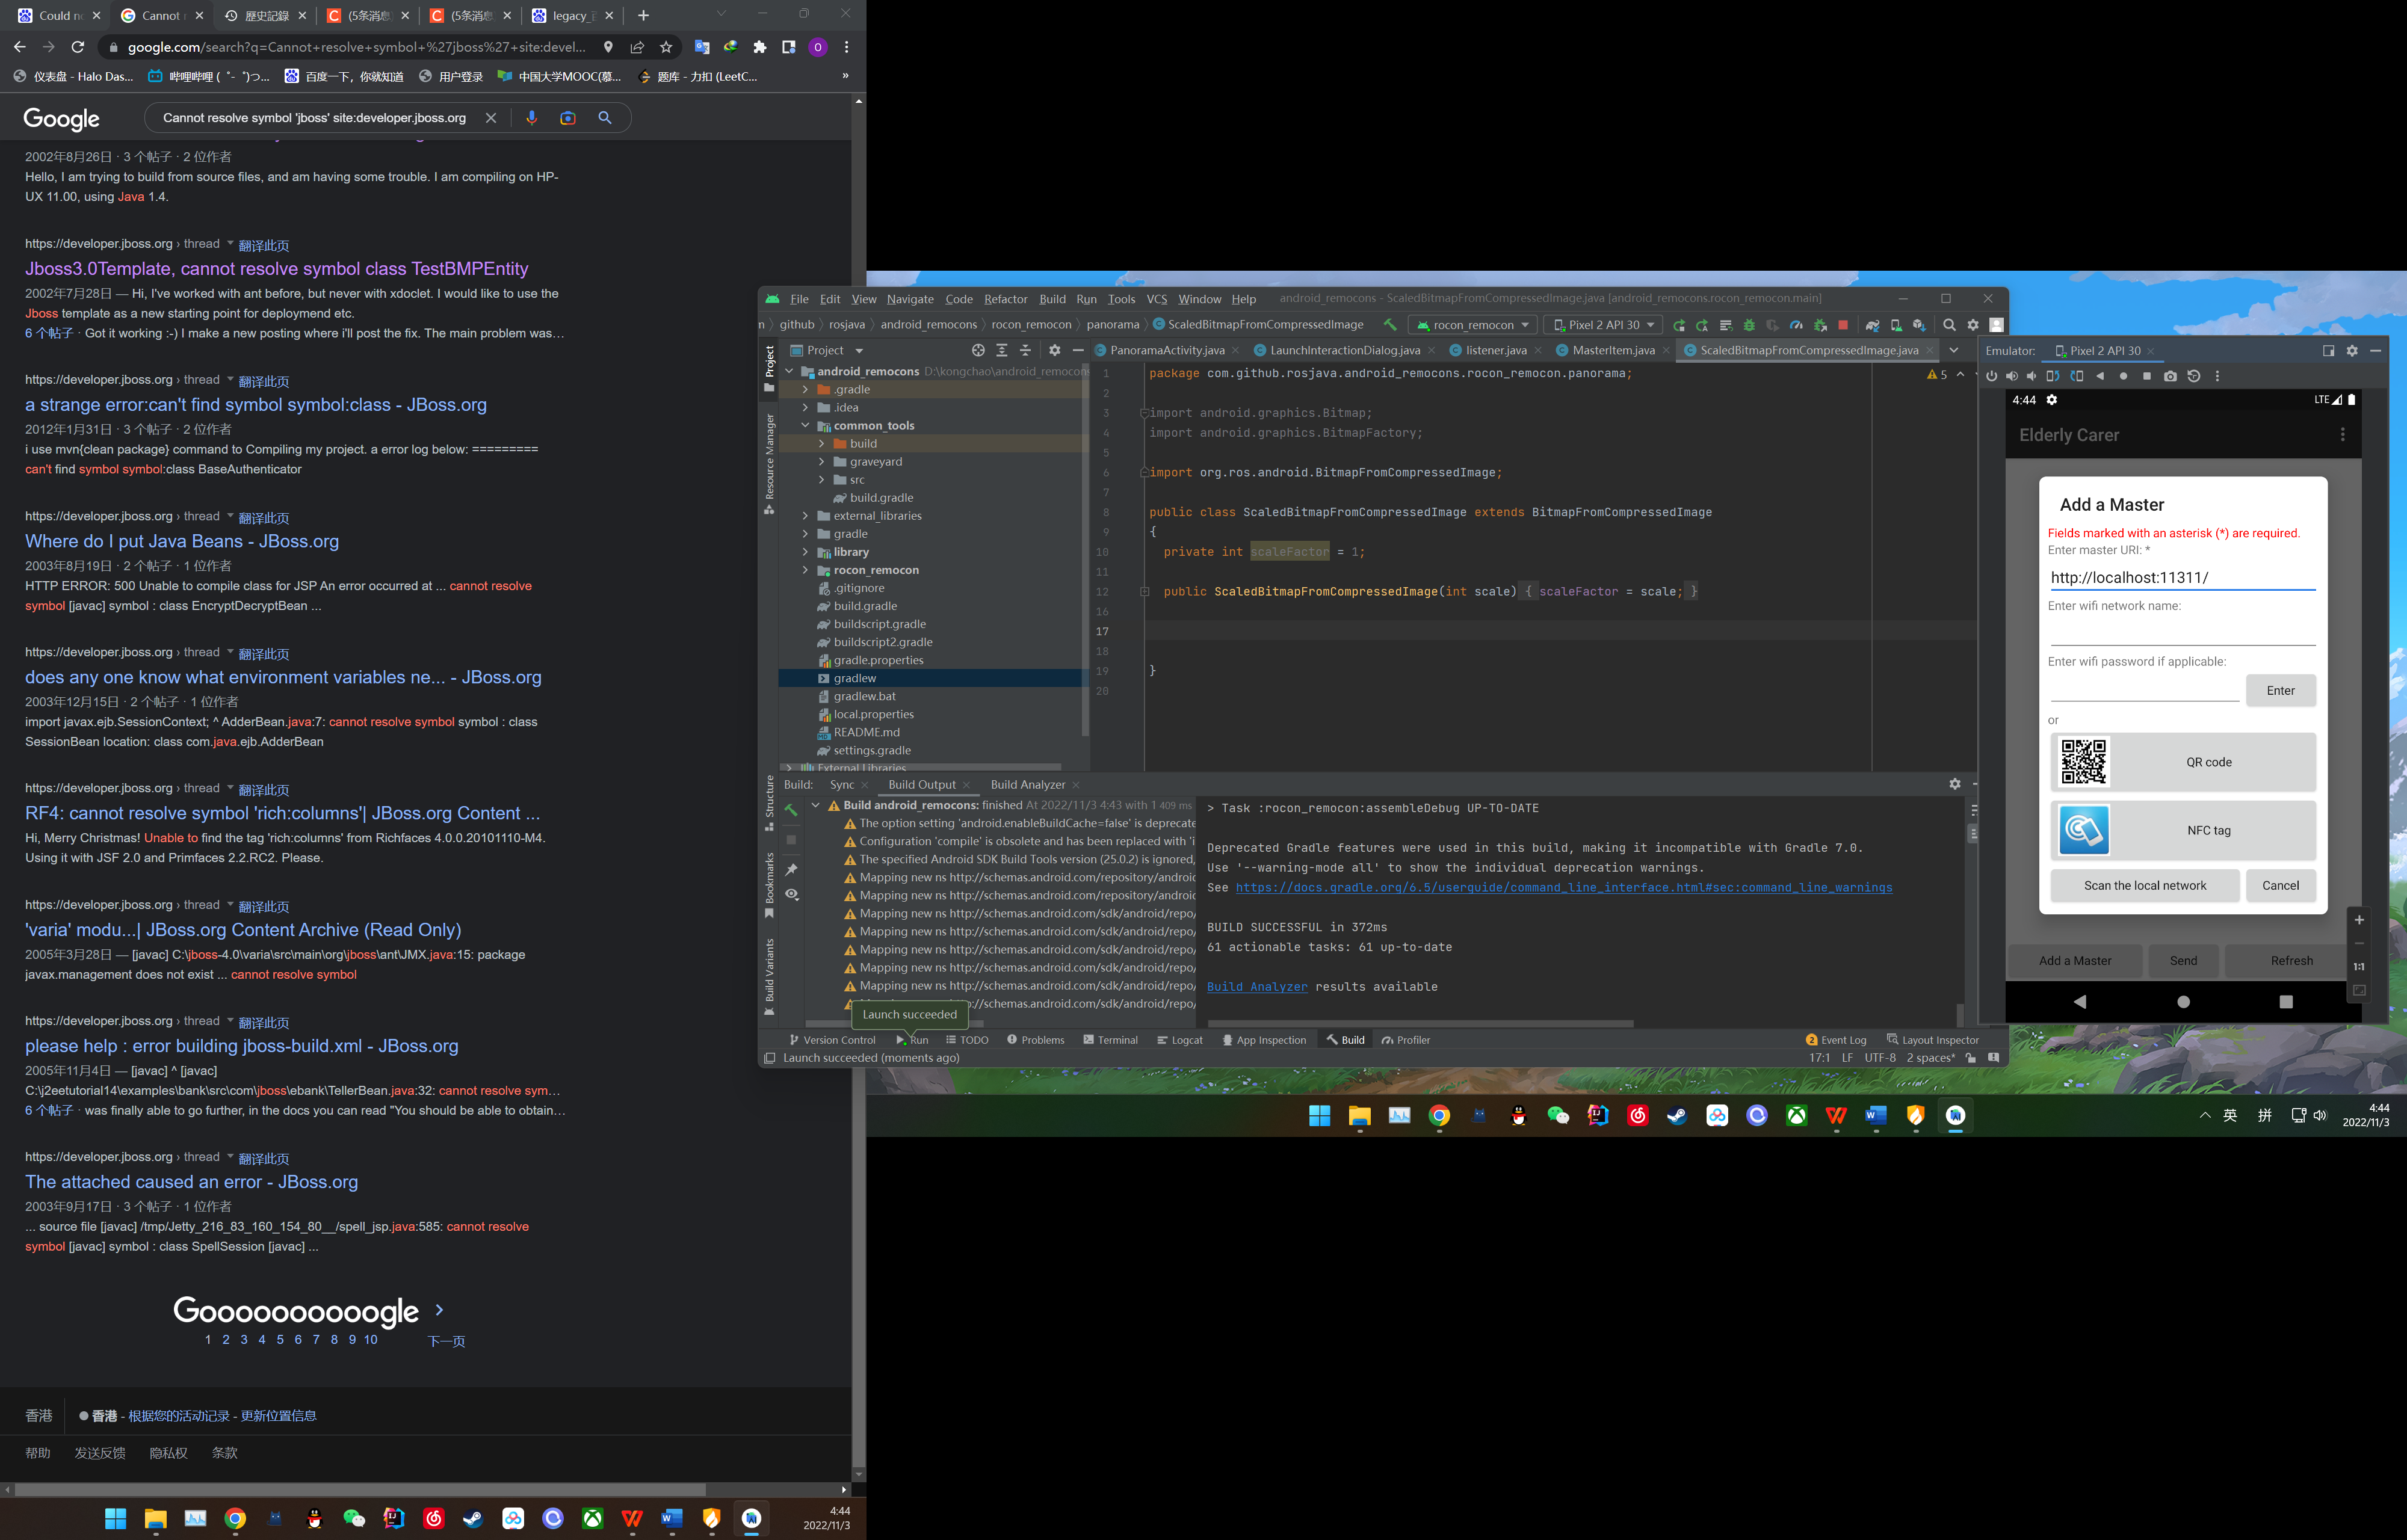 Could no
Cannot r
歷史記錄
(5条消息
(5条消息
legacy_百
google.com/search?q=Cannot+resolve+symbol+%27jboss%27+site:devel...
仪表盘 - Halo Das...
哔哩哔哩 (゜-゜)つ...
百度一下，你就知道
用户登录
中国大学MOOC(慕...
题库 - 力扣 (LeetC...
»
Google
Cannot resolve symbol 'jboss' site:developer.jboss.org
2002年8月26日 · 3 个帖子 · 2 位作者
Hello, I am trying to build from source files, and am having some trouble. I am compiling on HP-
UX 11.00, using Java 1.4.
https://developer.jboss.org › thread 翻译此页
Jboss3.0Template, cannot resolve symbol class TestBMPEntity
2002年7月28日 — Hi, I've worked with ant before, but never with xdoclet. I would like to use the
Jboss template as a new starting point for deploymend etc.
6 个帖子 · Got it working :-) I make a new posting where i'll post the fix. The main problem was…
https://developer.jboss.org › thread 翻译此页
a strange error:can't find symbol symbol:class - JBoss.org
2012年1月31日 · 3 个帖子 · 2 位作者
i use mvn{clean package} command to Compiling my project. a error log below: =========
can't find symbol symbol:class BaseAuthenticator
https://developer.jboss.org › thread 翻译此页
Where do I put Java Beans - JBoss.org
2003年8月19日 · 2 个帖子 · 1 位作者
HTTP ERROR: 500 Unable to compile class for JSP An error occurred at ... cannot resolve
symbol [javac] symbol : class EncryptDecryptBean ...
https://developer.jboss.org › thread 翻译此页
does any one know what environment variables ne... - JBoss.org
2003年12月15日 · 2 个帖子 · 1 位作者
import javax.ejb.SessionContext; ^ AdderBean.java:7: cannot resolve symbol symbol : class
SessionBean location: class com.java.ejb.AdderBean
https://developer.jboss.org › thread 翻译此页
RF4: cannot resolve symbol 'rich:columns'| JBoss.org Content ...
Hi, Merry Christmas! Unable to find the tag 'rich:columns' from Richfaces 4.0.0.20101110-M4.
Using it with JSF 2.0 and Primfaces 2.2.RC2. Please.
https://developer.jboss.org › thread 翻译此页
'varia' modu...| JBoss.org Content Archive (Read Only)
2005年3月28日 — [javac] C:\jboss-4.0\varia\src\main\org\jboss\ant\JMX.java:15: package
javax.management does not exist ... cannot resolve symbol
https://developer.jboss.org › thread 翻译此页
please help : error building jboss-build.xml - JBoss.org
2005年11月4日 — [javac] ^ [javac]
C:\j2eetutorial14\examples\bank\src\com\jboss\ebank\TellerBean.java:32: cannot resolve sym…
6 个帖子 · was finally able to go further, in the docs you can read "You should be able to obtain…
https://developer.jboss.org › thread 翻译此页
The attached caused an error - JBoss.org
2003年9月17日 · 3 个帖子 · 1 位作者
... source file [javac] /tmp/Jetty_216_83_160_154_80__/spell_jsp.java:585: cannot resolve
symbol [javac] symbol : class SpellSession [javac] ...
Goooooooooogle
1 2 3 4 5 6 7 8 9 10 下一页
香港 香港 - 根据您的活动记录 - 更新位置信息
帮助 发送反馈 隐私权 条款
4:44
2022/11/3
File Edit View Navigate Code Refactor Build Run Tools VCS Window Help android_remocons - ScaledBitmapFromCompressedImage.java [android_remocons.rocon_remocon.main]
github rosjava android_remocons rocon_remocon panorama ScaledBitmapFromCompressedImage rocon_remocon Pixel 2 API 30
Project
PanoramaActivity.java LaunchInteractionDialog.java listener.java MasterItem.java ScaledBitmapFromCompressedImage.java
Project
Resource Manager
Structure
Bookmarks
Build Variants
android_remocons D:\kongchao\android_remocons
.gradle
.idea
common_tools
build
graveyard
src
build.gradle
external_libraries
gradle
library
rocon_remocon
.gitignore
build.gradle
buildscript.gradle
buildscript2.gradle
gradle.properties
gradlew
gradlew.bat
local.properties
README.md
settings.gradle
External Libraries
5
1 package com.github.rosjava.android_remocons.rocon_remocon.panorama;
2
3 import android.graphics.Bitmap;
4 import android.graphics.BitmapFactory;
5
6 import org.ros.android.BitmapFromCompressedImage;
7
8 public class ScaledBitmapFromCompressedImage extends BitmapFromCompressedImage
9 {
10 private int scaleFactor = 1;
11
12 public ScaledBitmapFromCompressedImage(int scale) { scaleFactor = scale; }
16
17
18
19 }
20
Build: Sync Build Output Build Analyzer
Build android_remocons: finished At 2022/11/3 4:43 with 1 409 ms
The option setting 'android.enableBuildCache=false' is deprecate
Configuration 'compile' is obsolete and has been replaced with 'i
The specified Android SDK Build Tools version (25.0.2) is ignored,
Mapping new ns http://schemas.android.com/repository/android
Mapping new ns http://schemas.android.com/repository/android
Mapping new ns http://schemas.android.com/sdk/android/repo/
Mapping new ns http://schemas.android.com/sdk/android/repo/
Mapping new ns http://schemas.android.com/sdk/android/repo/
Mapping new ns http://schemas.android.com/sdk/android/repo/
Mapping new ns http://schemas.android.com/sdk/android/repo/
http://schemas.android.com/sdk/android/repo/
Launch succeeded
> Task :rocon_remocon:assembleDebug UP-TO-DATE
Deprecated Gradle features were used in this build, making it incompatible with Gradle 7.0.
Use '--warning-mode all' to show the individual deprecation warnings.
See https://docs.gradle.org/6.5/userguide/command_line_interface.html#sec:command_line_warnings
BUILD SUCCESSFUL in 372ms
61 actionable tasks: 61 up-to-date
Build Analyzer results available
Version Control Run TODO Problems Terminal Logcat App Inspection Build Profiler 2 Event Log Layout Inspector
Launch succeeded (moments ago) 17:1 LF UTF-8 2 spaces*
Emulator: Pixel 2 API 30
4:44 LTE
Elderly Carer
Add a Master
Fields marked with an asterisk (*) are required.
Enter master URI: *
http://localhost:11311/
Enter wifi network name:
Enter wifi password if applicable:
Enter
or
QR code
NFC tag
Scan the local network Cancel
Add a Master Send Refresh
1:1
英 拼 4:44
2022/11/3